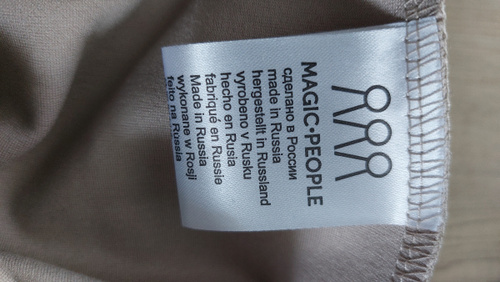 MAGIC·PEOPLE
сделано в России
made in Russia
hergestellt in Russland
vyrobeno v Rusku
hecho en Rusia
fabriqué en Russie
Made in Russia
wykonane w Rosji
feito na Rússia